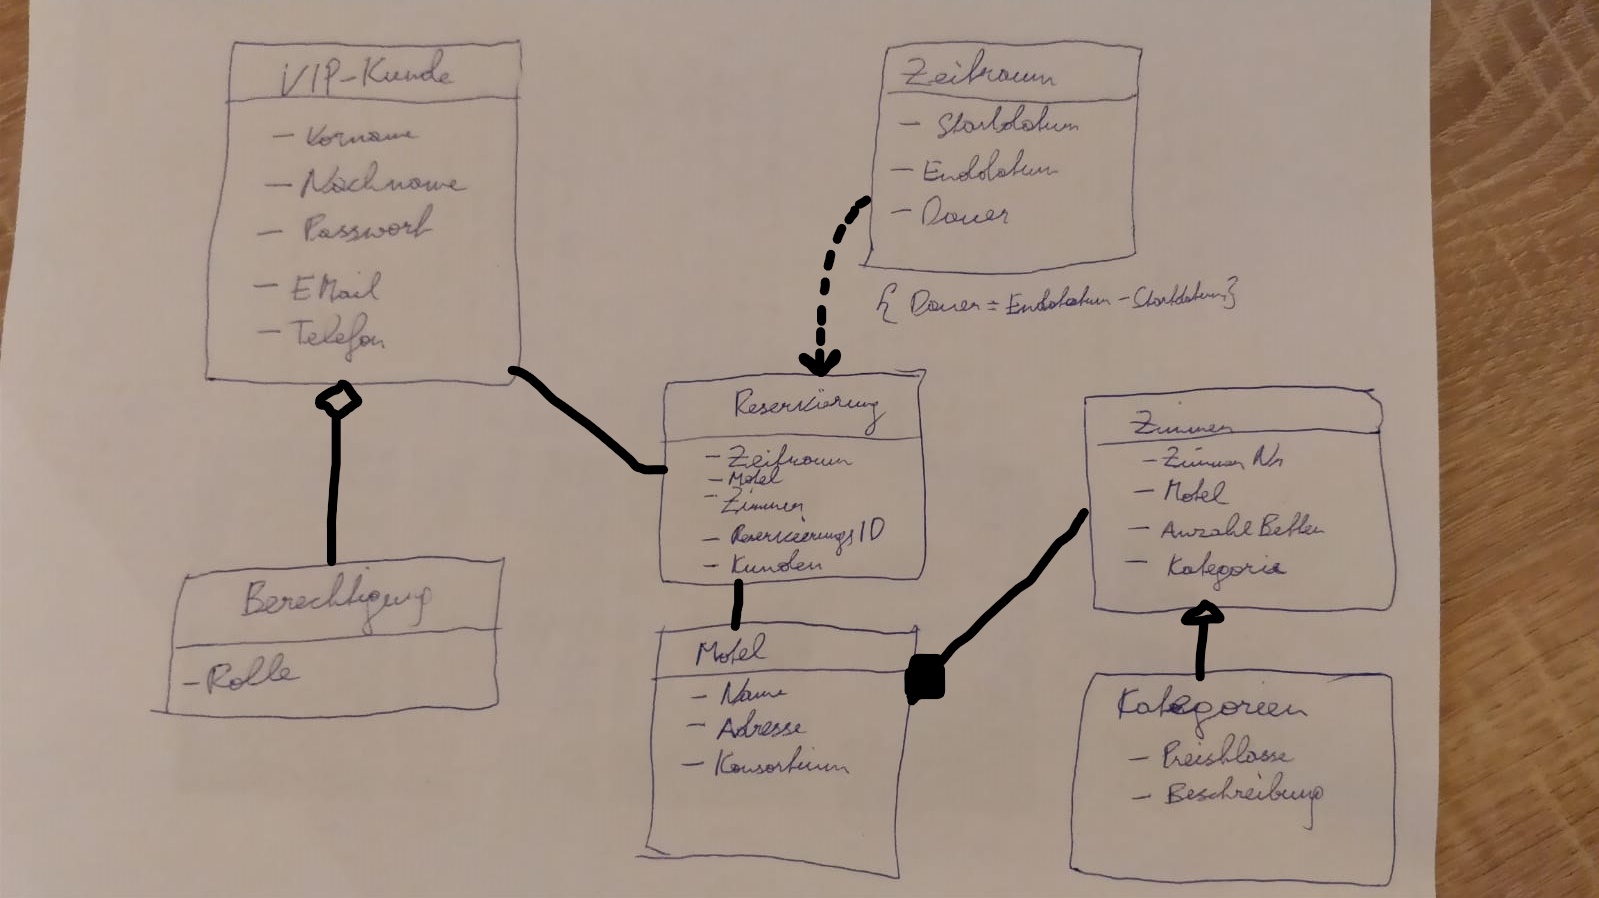 VIP-Kunde
- Vorname
- Nachname
- Passwort
- EMail
- Telefon
Zeitraum
- Startdatum
- Enddatum
- Dauer
{ Dauer = Enddatum - Startdatum }
Reservierung
- Zeitraum
- Motel
- Zimmer
- ReservierungsID
- Kunden
Zimmer
- Zimmer Nr
- Motel
- Anzahl Betten
- Kategorie
Berechtigung
- Rolle
Motel
- Name
- Adresse
- Konsortium
Kategorien
- Preisklasse
- Beschreibung